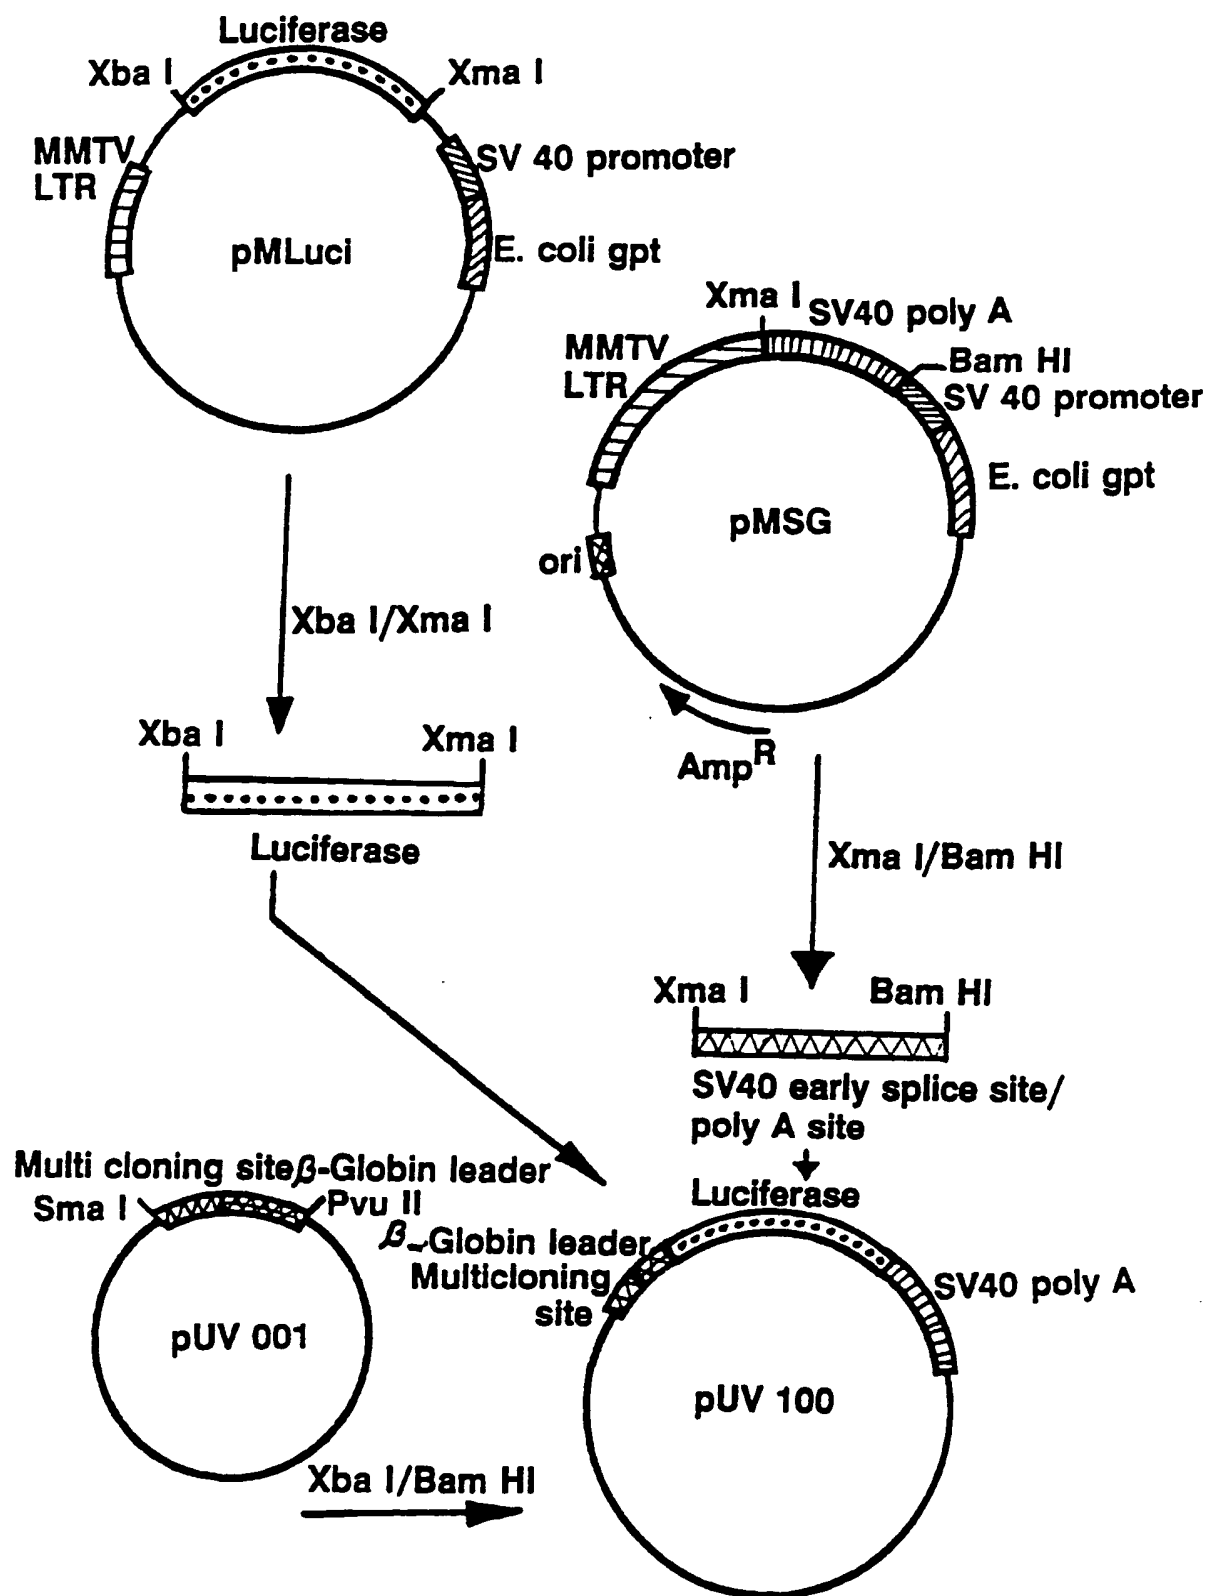 Luciferase
Xba I
Xma I
MMTV
LTR
SV 40 promoter
pMLuci
E. coli gpt
Xma I
SV40 poly A
MMTV
LTR
Bam HI
SV 40 promoter
E. coli gpt
pMSG
ori
Amp^R
Xba I/Xma I
Xba I
Xma I
Luciferase
Xma I/Bam HI
Xma I
Bam HI
SV40 early splice site/
poly A site
Multi cloning site β-Globin leader
Sma I
Pvu II
Luciferase
β-Globin leader
Multicloning
site
SV40 poly A
pUV 001
pUV 100
Xba I/Bam HI